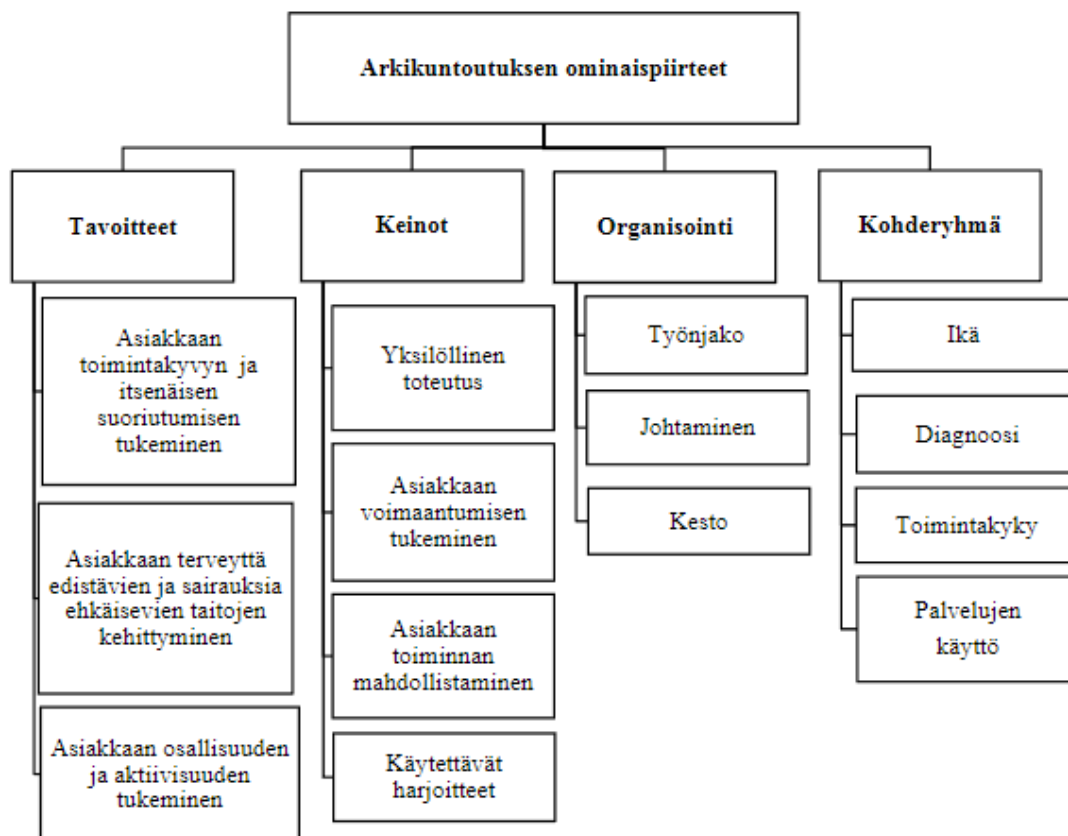 Arkikuntoutuksen ominaispiirteet
Tavoitteet
Asiakkaan
toimintakyvyn ja
itsenäisen
suoriutumisen
tukeminen
Asiakkaan terveyttä
edistävien ja sairauksia
ehkäisevien taitojen
kehittyminen
Asiakkaan osallisuuden
ja aktiivisuuden
tukeminen
Keinot
Yksilöllinen
toteutus
Asiakkaan
voimaantumisen
tukeminen
Asiakkaan
toiminnan
mahdollistaminen
Käytettävät
harjoitteet
Organisointi
Työnjako
Johtaminen
Kesto
Kohderyhmä
Ikä
Diagnoosi
Toimintakyky
Palvelujen
käyttö